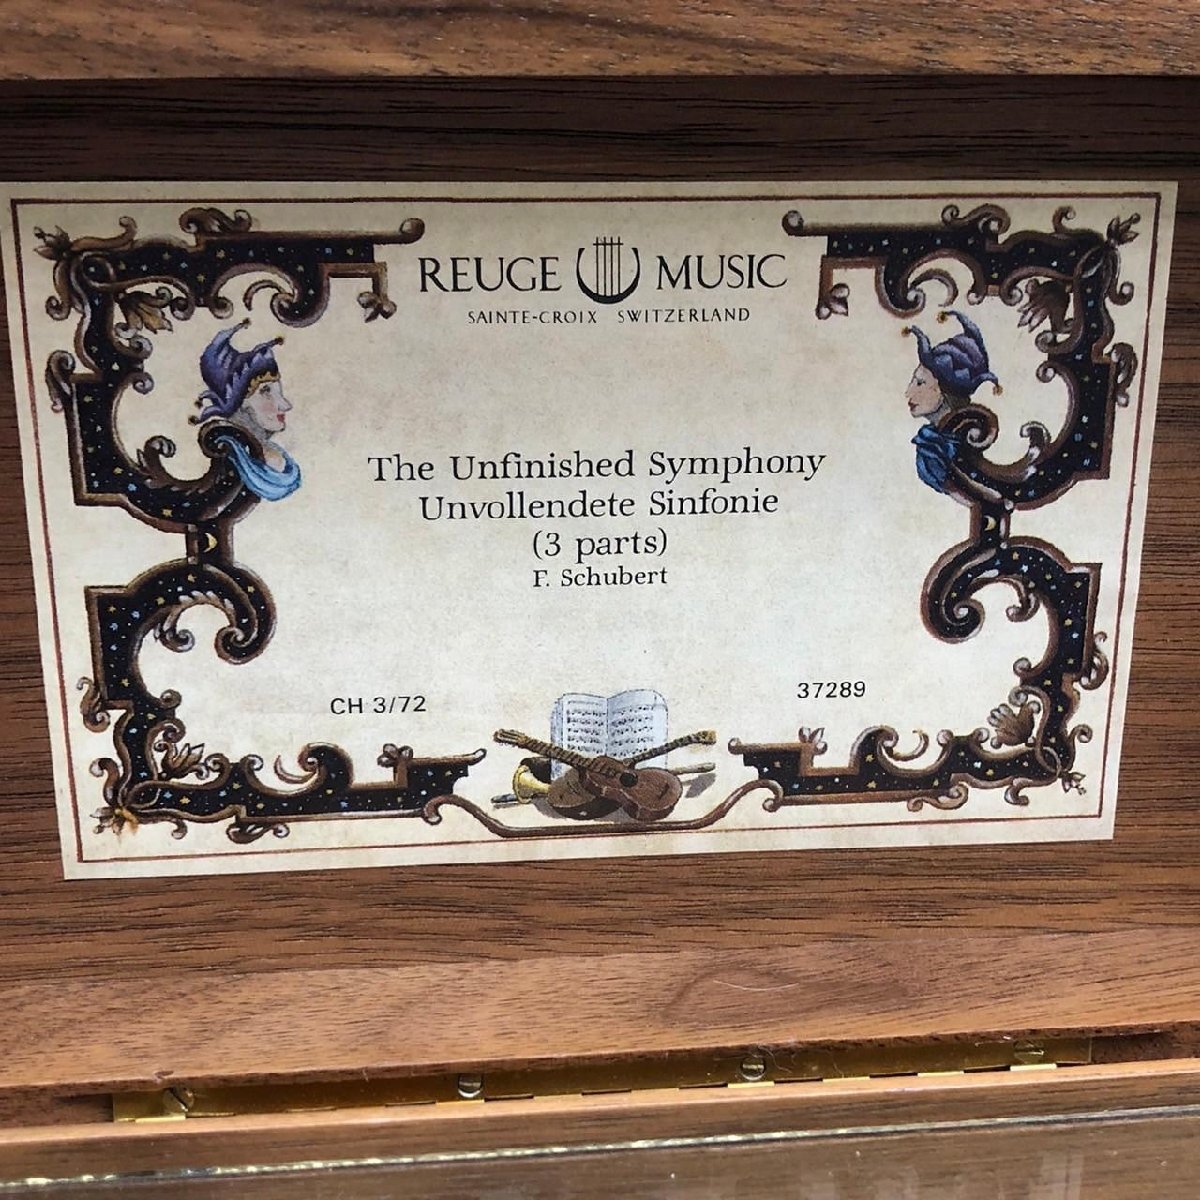 REUGE MUSIC
SAINTE-CROIX SWITZERLAND
The Unfinished Symphony
Unvollendete Sinfonie
(3 parts)
F. Schubert
CH 3/72
37289